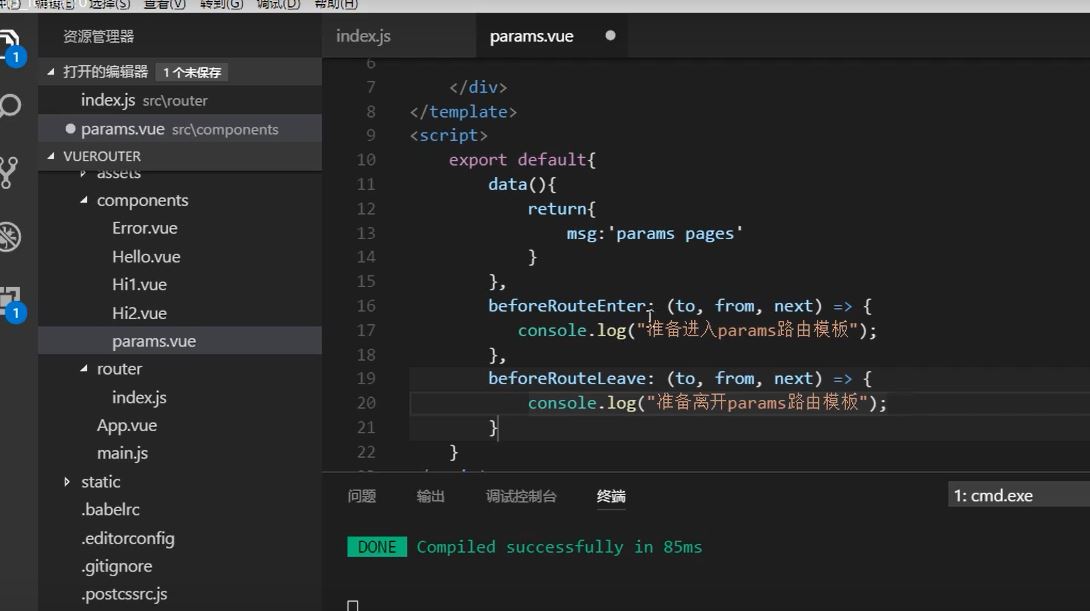 编辑(E) 选择(S) 查看(V) 转到(G) 调试(D) 帮助(H)
资源管理器
打开的编辑器 1 个未保存
index.js src\router
params.vue src\components
VUEROUTER
assets
components
Error.vue
Hello.vue
Hi1.vue
Hi2.vue
params.vue
router
index.js
App.vue
main.js
static
.babelrc
.editorconfig
.gitignore
.postcssrc.js
1
1
index.js params.vue
6
7 </div>
8 </template>
9 <script>
10 export default{
11 data(){
12 return{
13 msg:'params pages'
14 }
15 },
16 beforeRouteEnter: (to, from, next) => {
17 console.log("准备进入params路由模板");
18 },
19 beforeRouteLeave: (to, from, next) => {
20 console.log("准备离开params路由模板");
21 }
22 }
问题 输出 调试控制台 终端 1: cmd.exe
DONE Compiled successfully in 85ms